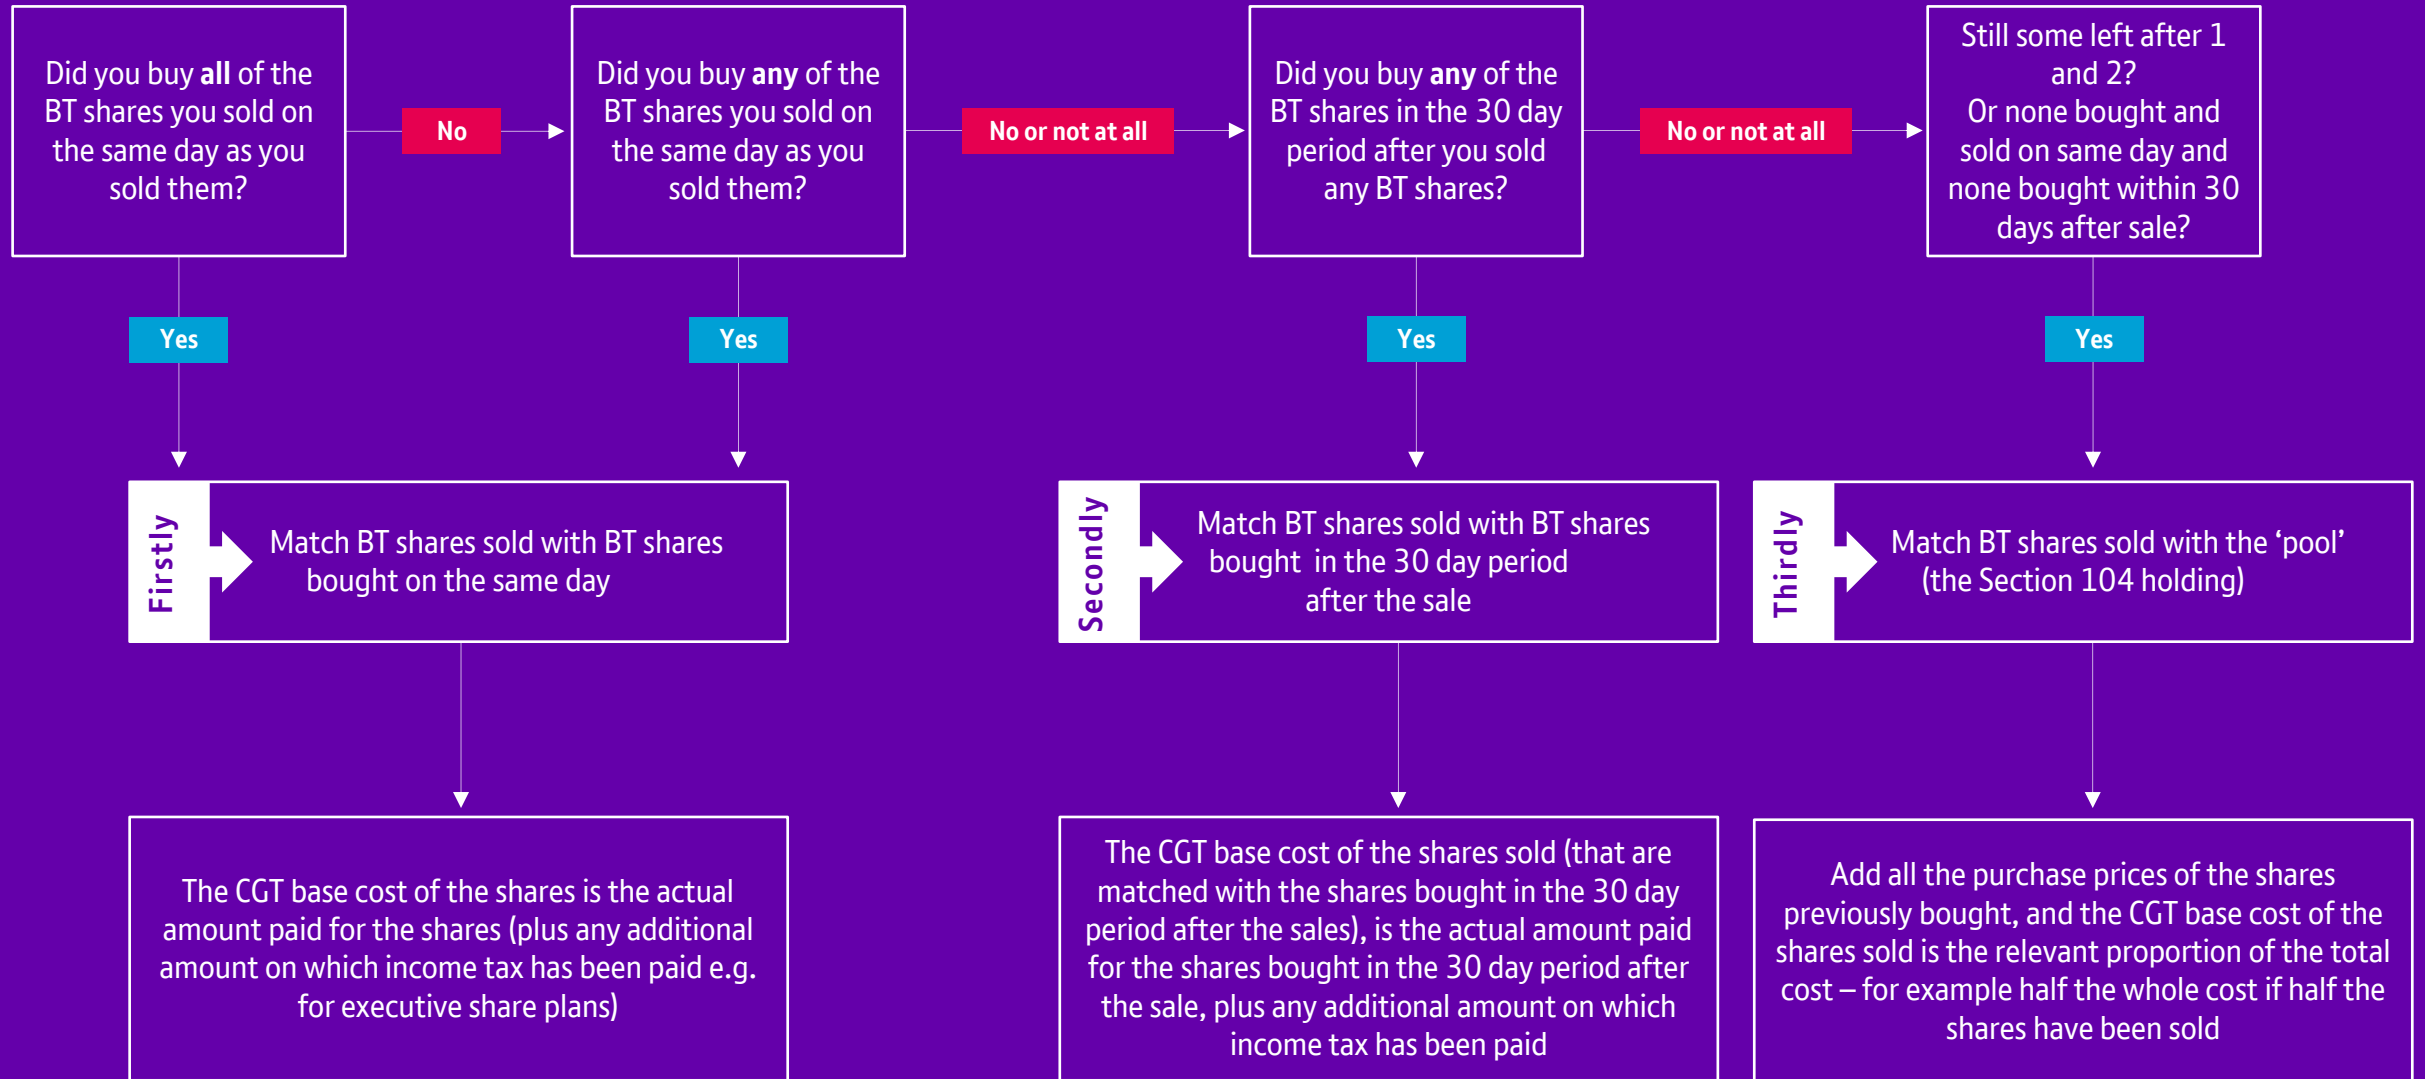 Did you buy all of the
BT shares you sold on
the same day as you
sold them?
No
Did you buy any of the
BT shares you sold on
the same day as you
sold them?
No or not at all
Did you buy any of the
BT shares in the 30 day
period after you sold
any BT shares?
No or not at all
Still some left after 1
and 2?
Or none bought and
sold on same day and
none bought within 30
days after sale?
Yes
Yes
Yes
Yes
Firstly
Match BT shares sold with BT shares
bought on the same day
Secondly
Match BT shares sold with BT shares
bought in the 30 day period
after the sale
Thirdly
Match BT shares sold with the ‘pool’
(the Section 104 holding)
The CGT base cost of the shares is the actual
amount paid for the shares (plus any additional
amount on which income tax has been paid e.g.
for executive share plans)
The CGT base cost of the shares sold (that are
matched with the shares bought in the 30 day
period after the sales), is the actual amount paid
for the shares bought in the 30 day period after
the sale, plus any additional amount on which
income tax has been paid
Add all the purchase prices of the shares
previously bought, and the CGT base cost of the
shares sold is the relevant proportion of the total
cost – for example half the whole cost if half the
shares have been sold